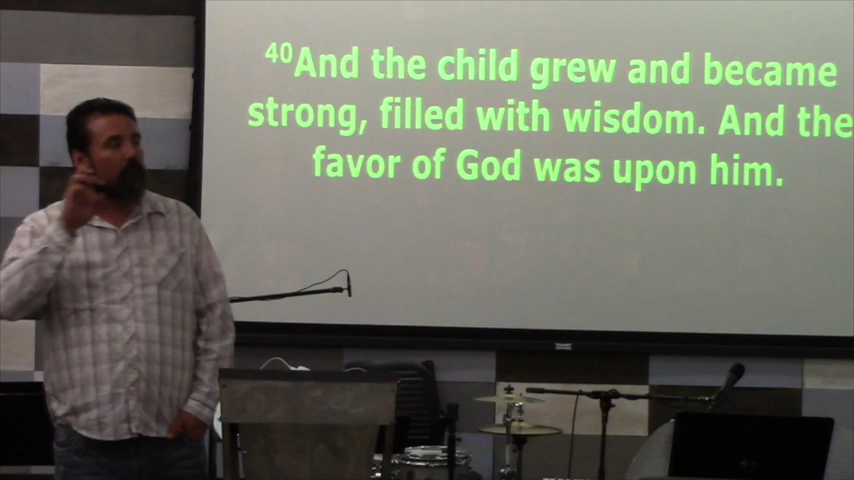 40And the child grew and became
strong, filled with wisdom. And the
favor of God was upon him.